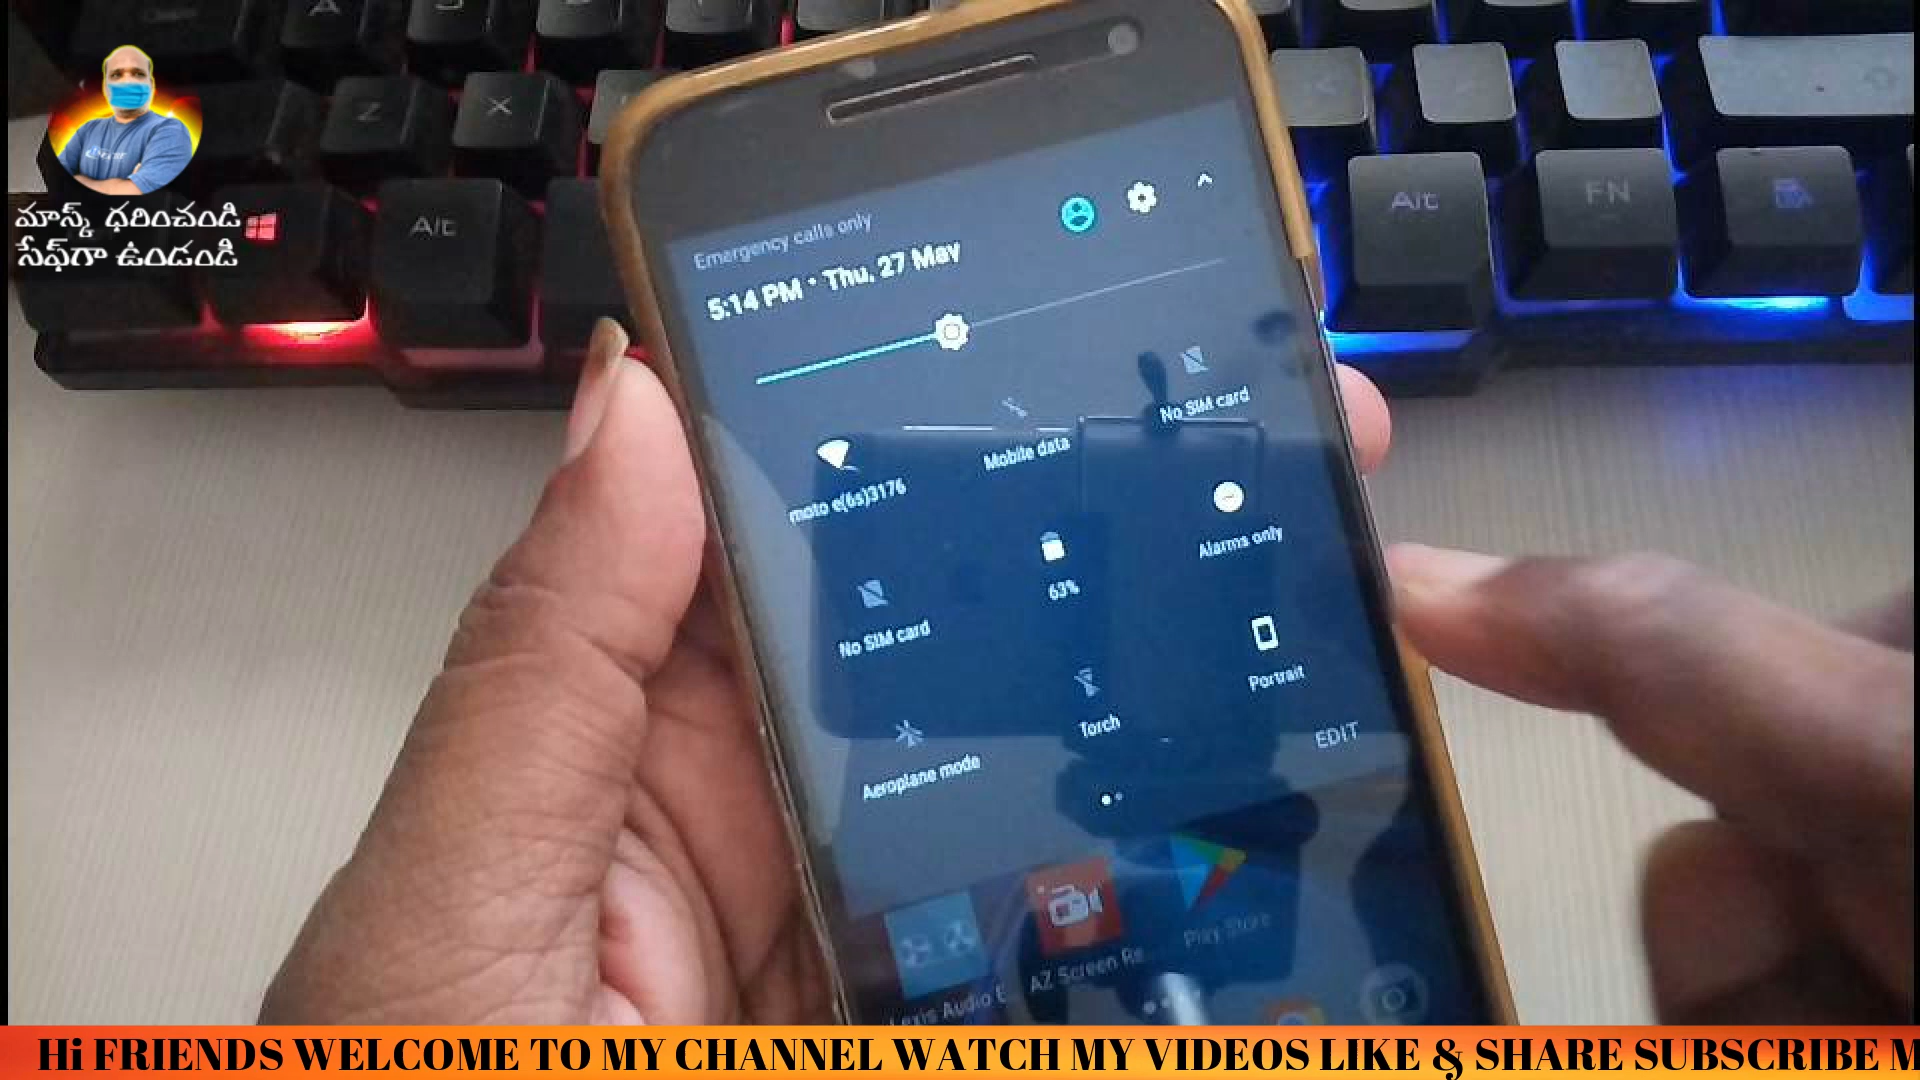 Z X
మాస్క్ ధరించండి
సేఫ్‌గా ఉండండి
Alt
Alt FN
Emergency calls only
5:14 PM • Thu, 27 May
moto e(6s)3176
Mobile data
No SIM card
No SIM card
63%
Alarms only
Aeroplane mode
Torch
Portrait
EDIT
Lexis Audio E
AZ Screen Re
Play Store
Hi FRIENDS WELCOME TO MY CHANNEL WATCH MY VIDEOS LIKE & SHARE SUBSCRIBE M